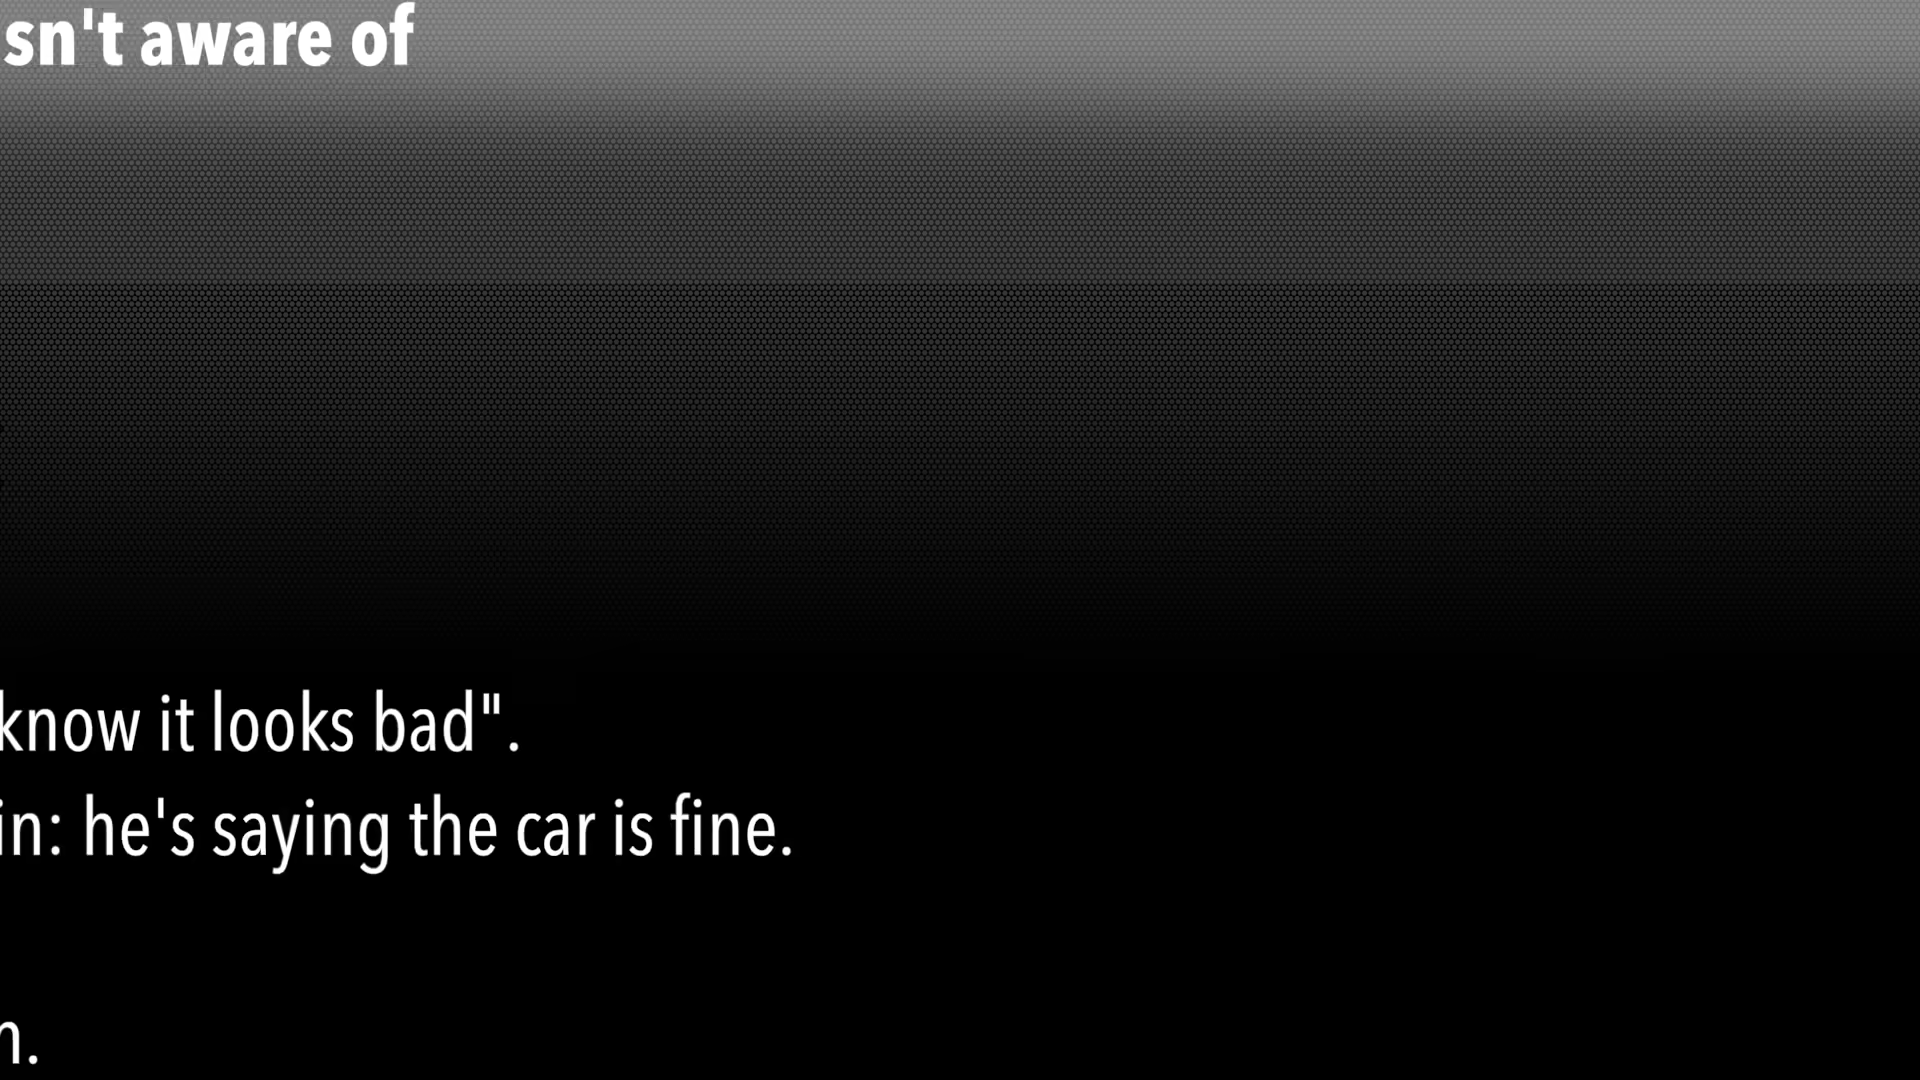 sn't aware of
know it looks bad".
in: he's saying the car is fine.
n.